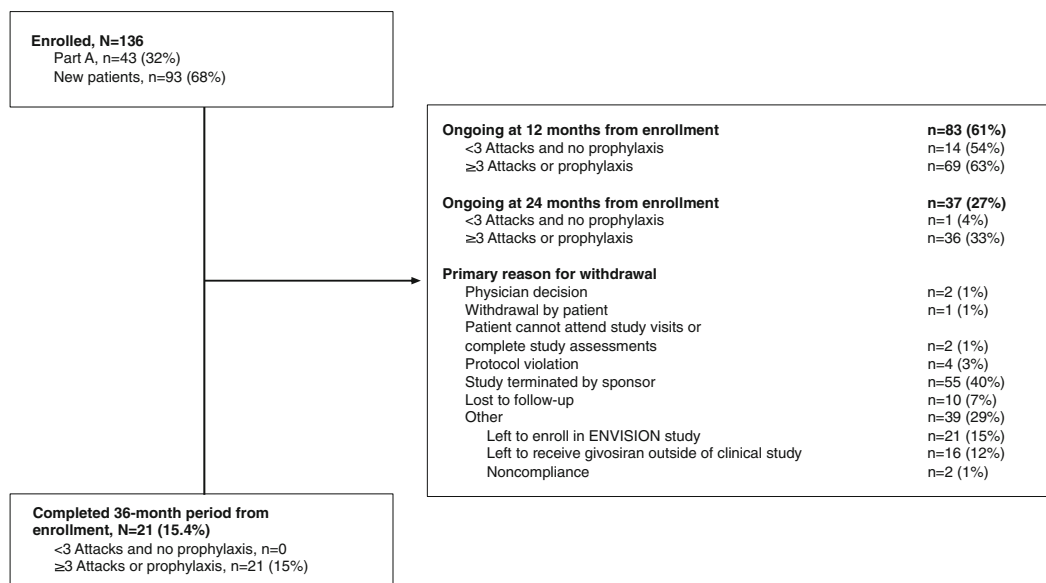 Enrolled, N=136
Part A, n=43 (32%)
New patients, n=93 (68%)
Ongoing at 12 months from enrollment n=83 (61%)
<3 Attacks and no prophylaxis n=14 (54%)
≥3 Attacks or prophylaxis n=69 (63%)
Ongoing at 24 months from enrollment n=37 (27%)
<3 Attacks and no prophylaxis n=1 (4%)
≥3 Attacks or prophylaxis n=36 (33%)
Primary reason for withdrawal
Physician decision n=2 (1%)
Withdrawal by patient n=1 (1%)
Patient cannot attend study visits or
complete study assessments n=2 (1%)
Protocol violation n=4 (3%)
Study terminated by sponsor n=55 (40%)
Lost to follow-up n=10 (7%)
Other n=39 (29%)
Left to enroll in ENVISION study n=21 (15%)
Left to receive givosiran outside of clinical study n=16 (12%)
Noncompliance n=2 (1%)
Completed 36-month period from
enrollment, N=21 (15.4%)
<3 Attacks and no prophylaxis, n=0
≥3 Attacks or prophylaxis, n=21 (15%)